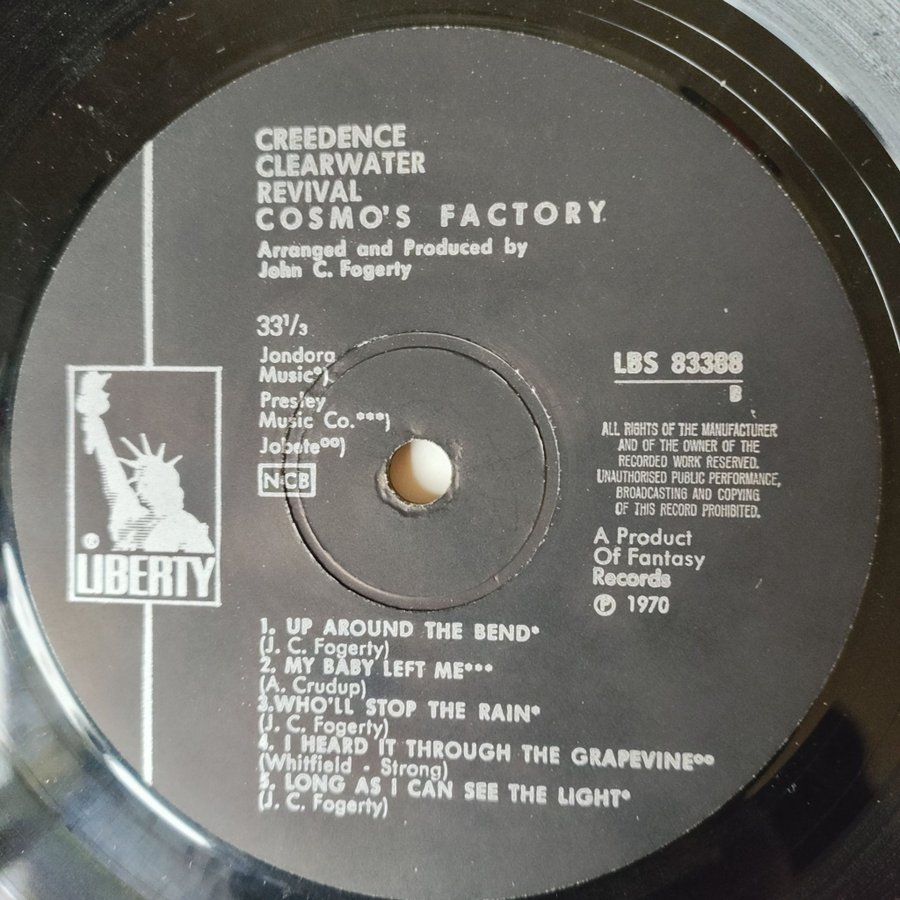 CREEDENCE
CLEARWATER
REVIVAL
COSMO'S FACTORY
Arranged and Produced by
John C. Fogerty
33 1/3
Jondora
Music*)
Presley
Music Co.***)
Jobete°°)
NCB
LBS 83388
B
ALL RIGHTS OF THE MANUFACTURER
AND OF THE OWNER OF THE
RECORDED WORK RESERVED.
UNAUTHORISED PUBLIC PERFORMANCE,
BROADCASTING AND COPYING
OF THIS RECORD PROHIBITED.
A Product
Of Fantasy
Records
℗ 1970
LIBERTY
1. UP AROUND THE BEND*
(J. C. Fogerty)
2. MY BABY LEFT ME***
(A. Crudup)
3.WHO'LL STOP THE RAIN*
(J. C. Fogerty)
4. I HEARD IT THROUGH THE GRAPEVINE°°
(Whitfield - Strong)
5. LONG AS I CAN SEE THE LIGHT*
(J. C. Fogerty)